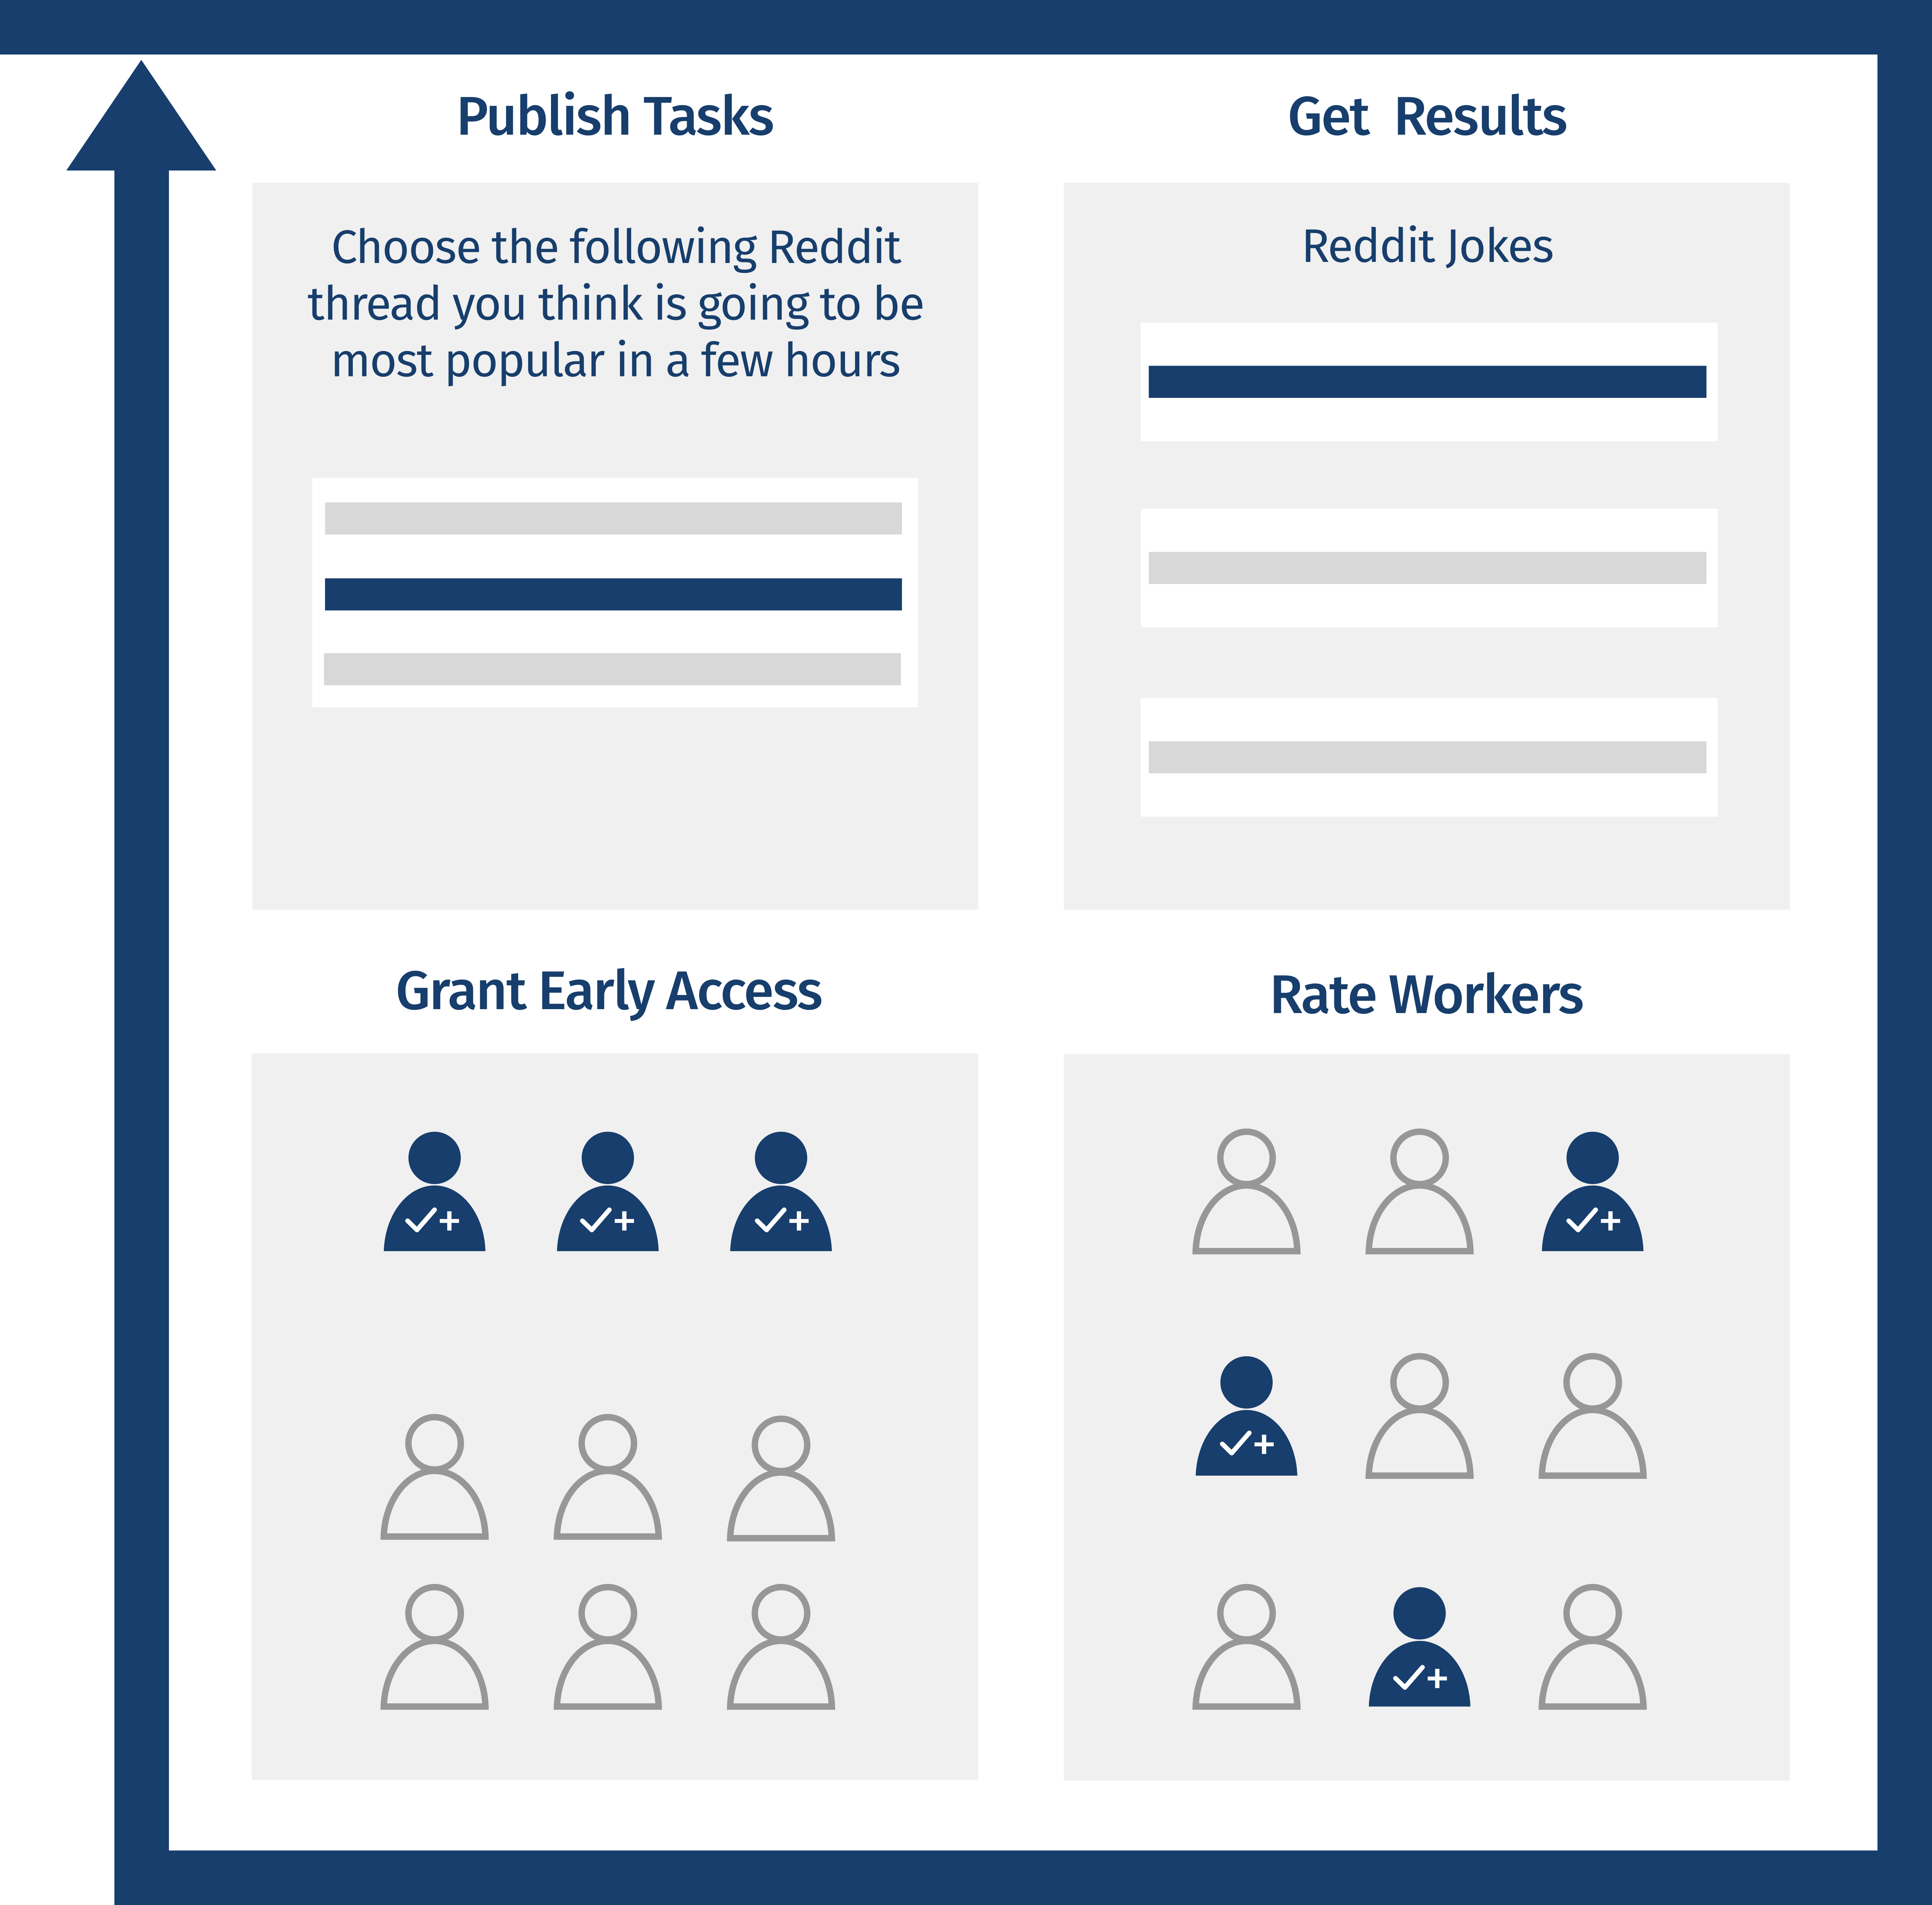 Publish Tasks
Choose the following Reddit
thread you think is going to be
most popular in a few hours
Get Results
Reddit Jokes
Grant Early Access
Rate Workers